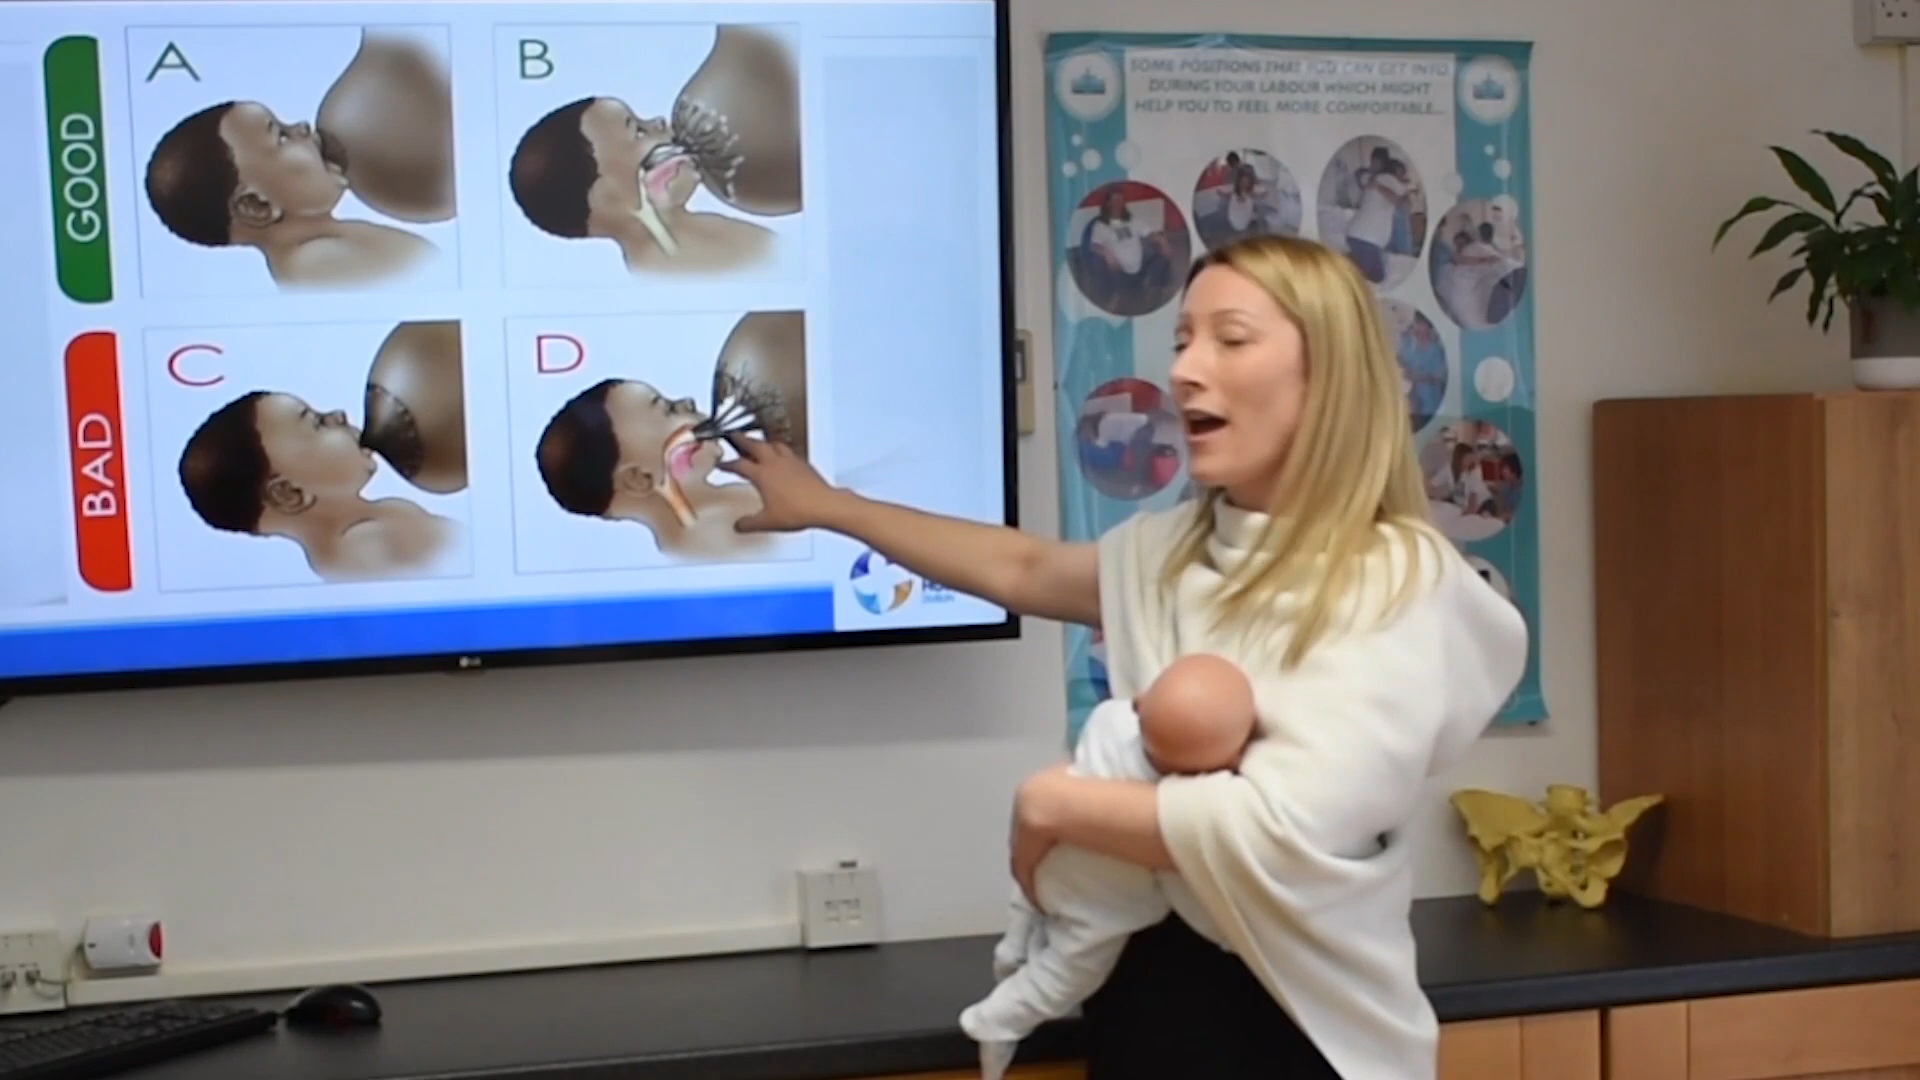 GOOD
A
B
BAD
C
D
SOME POSITIONS THAT YOU CAN GET INTO
DURING YOUR LABOUR WHICH MIGHT
HELP YOU TO FEEL MORE COMFORTABLE...
LG